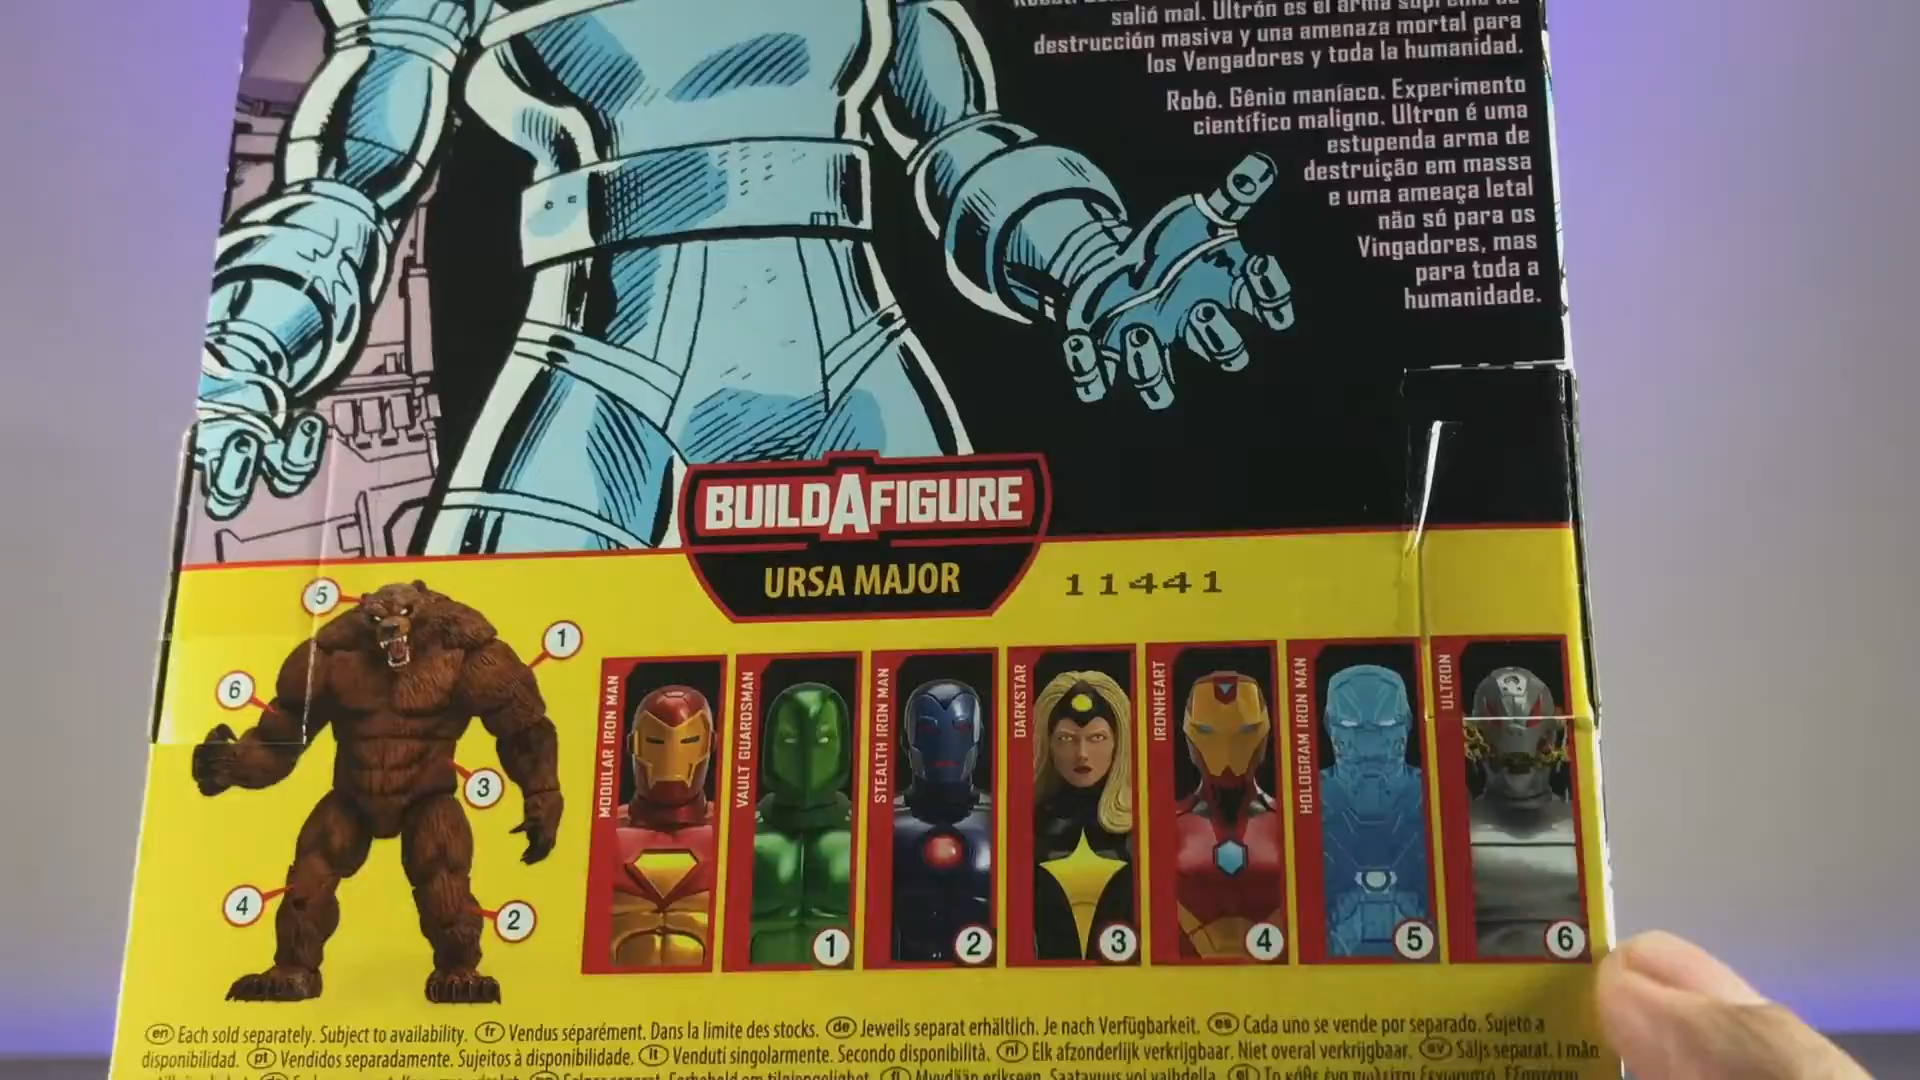 salió mal. Ultrón es el arma suprema de
destrucción masiva y una amenaza mortal para
los Vengadores y toda la humanidad.
Robô. Gênio maníaco. Experimento
científico maligno. Ultron é uma
estupenda arma de
destruição em massa
e uma ameaça letal
não só para os
Vingadores, mas
para toda a
humanidade.
BUILDAFIGURE
URSA MAJOR
11441
5
1
6
3
4
2
MODULAR IRON MAN
VAULT GUARDSMAN
1
STEALTH IRON MAN
2
DARKSTAR
3
IRONHEART
4
HOLOGRAM IRON MAN
5
ULTRON
6
en Each sold separately. Subject to availability. fr Vendus séparément. Dans la limite des stocks. de Jeweils separat erhältlich. Je nach Verfügbarkeit. es Cada uno se vende por separado. Sujeto a
disponibilidad. pt Vendidos separadamente. Sujeitos à disponibilidade. it Venduti singolarmente. Secondo disponibilità. nl Elk afzonderlijk verkrijgbaar. Niet overal verkrijgbaar. sv Säljs separat. I mån